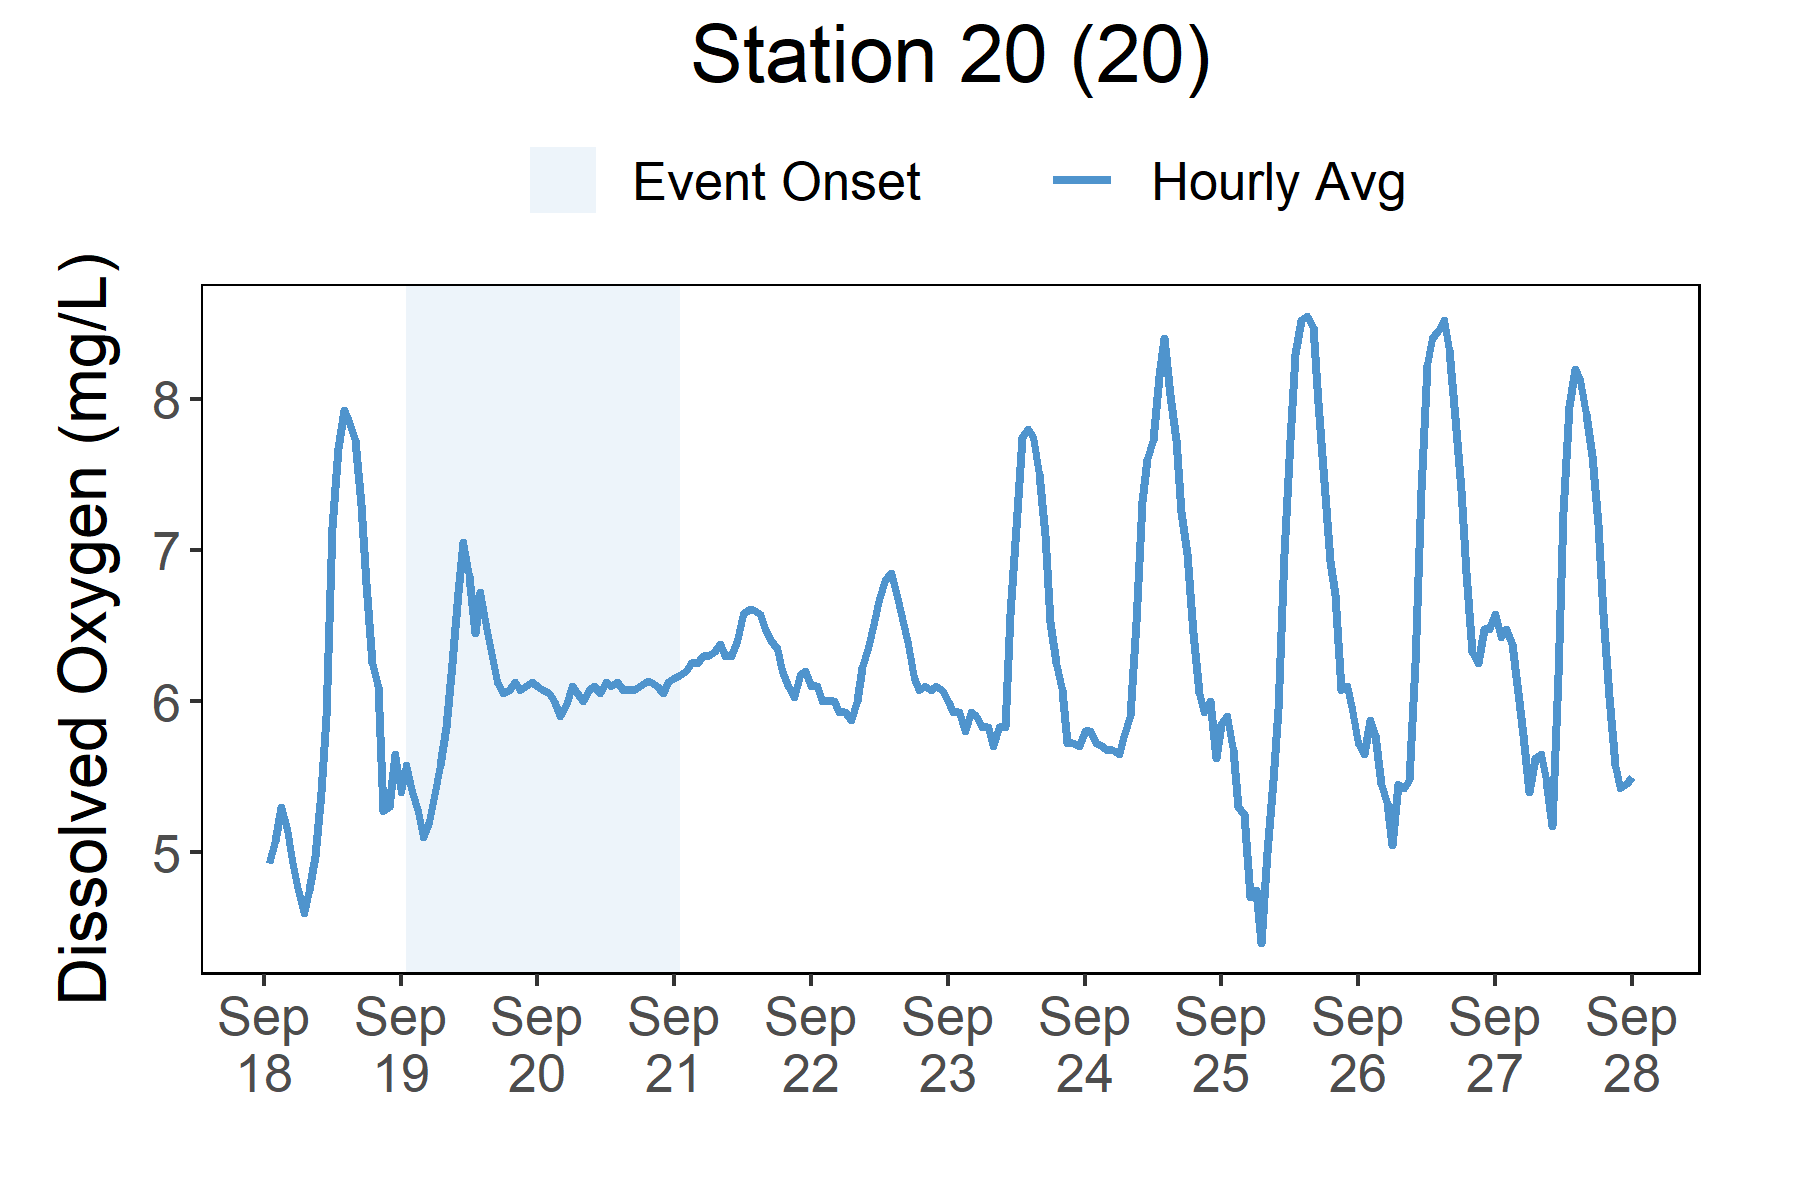 Station 20 (20)
Event Onset
Hourly Avg
Dissolved Oxygen (mg/L)
8
7
6
5
Sep 18
Sep 19
Sep 20
Sep 21
Sep 22
Sep 23
Sep 24
Sep 25
Sep 26
Sep 27
Sep 28